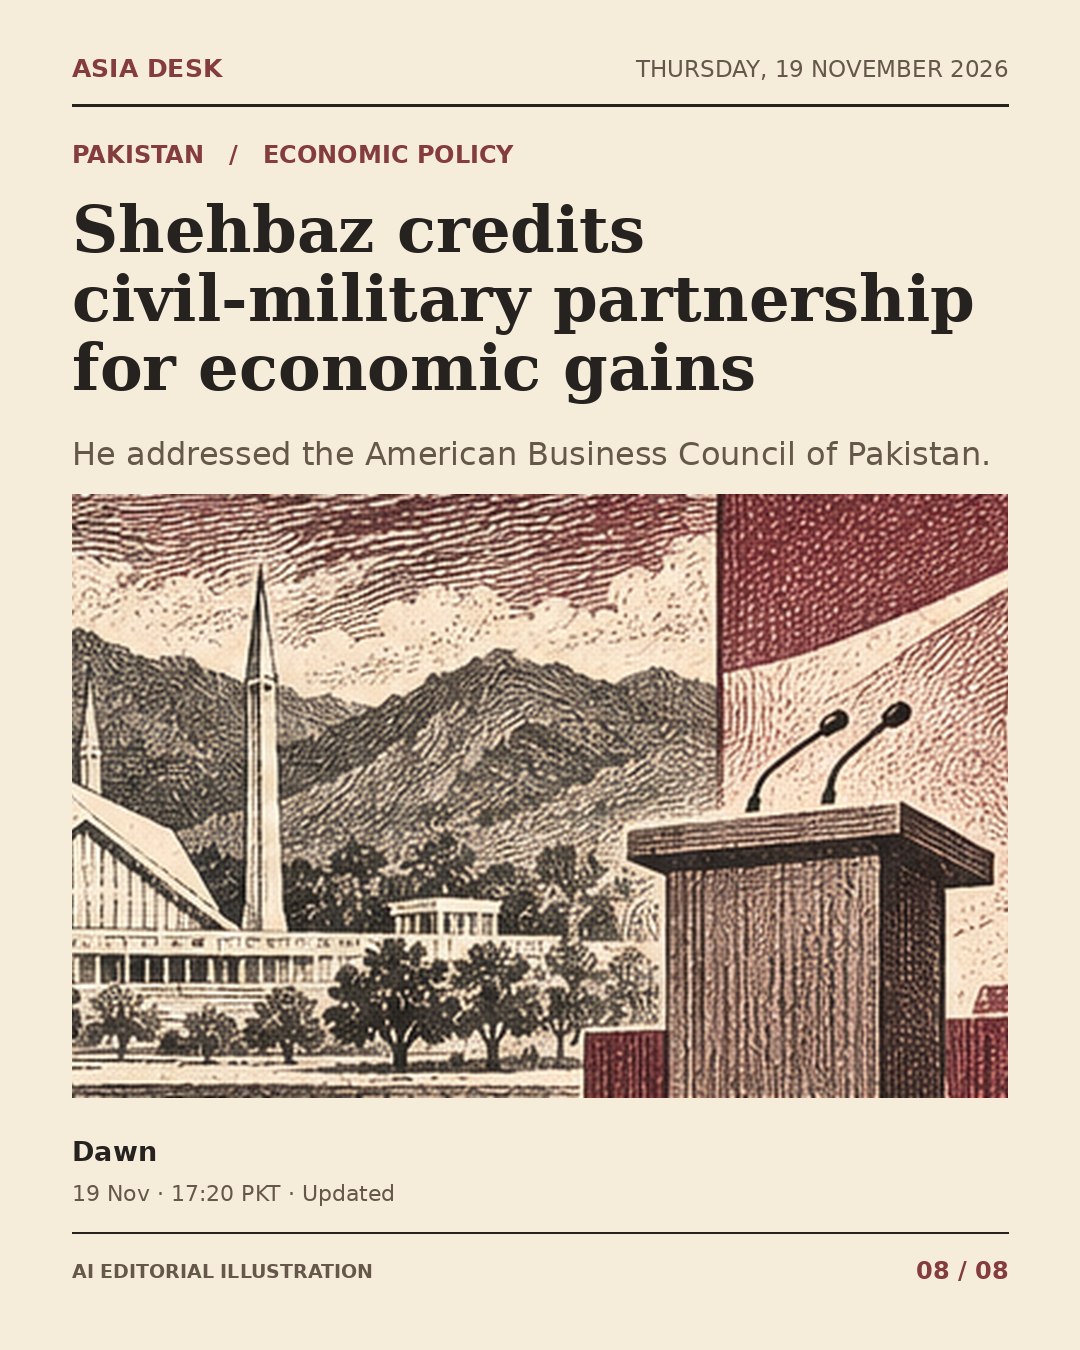 ASIA DESK
THURSDAY, 19 NOVEMBER 2026
PAKISTAN / ECONOMIC POLICY
Shehbaz credits
civil-military partnership
for economic gains
He addressed the American Business Council of Pakistan.
Dawn
19 Nov · 17:20 PKT · Updated
AI EDITORIAL ILLUSTRATION
08 / 08